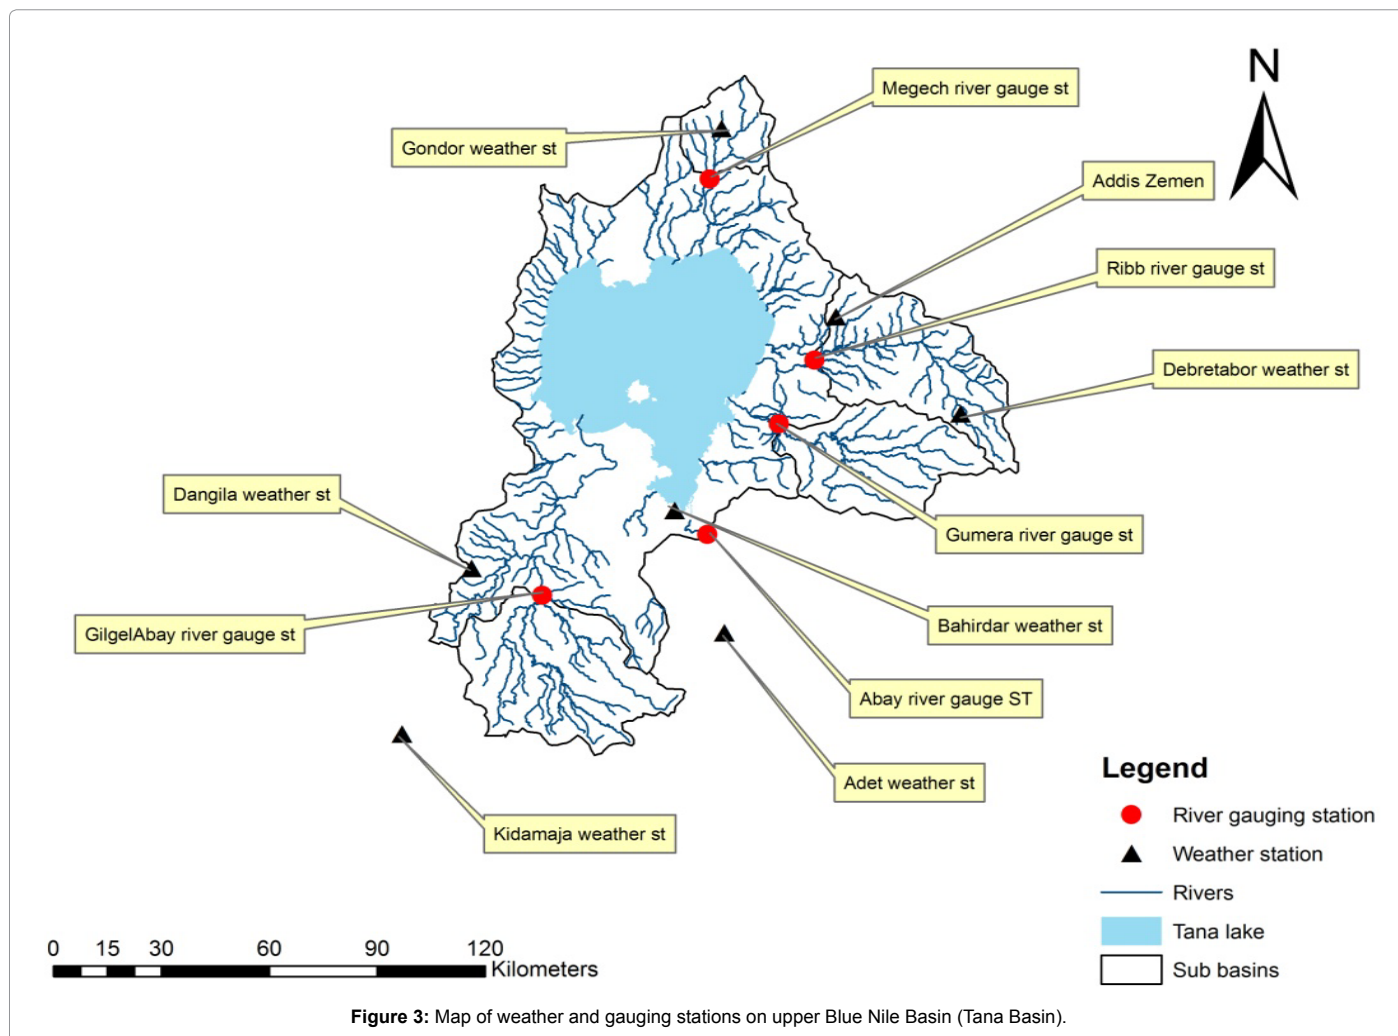 N
Megech river gauge st
Gondor weather st
Addis Zemen
Ribb river gauge st
Debretabor weather st
Dangila weather st
Gumera river gauge st
GilgelAbay river gauge st
Bahirdar weather st
Abay river gauge ST
Adet weather st
Kidamaja weather st
Legend
River gauging station
Weather station
Rivers
Tana lake
Sub basins
0 15 30 60 90 120
Kilometers
Figure 3: Map of weather and gauging stations on upper Blue Nile Basin (Tana Basin).